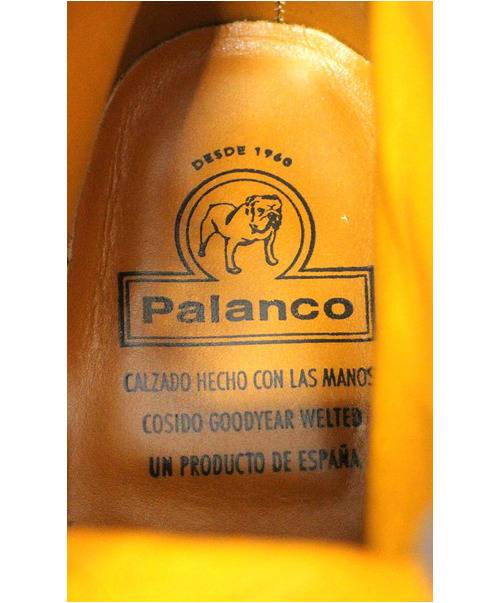 DESDE 1960
Palanco
CALZADO HECHO CON LAS MANOS
COSIDO GOODYEAR WELTED
UN PRODUCTO DE ESPAÑA